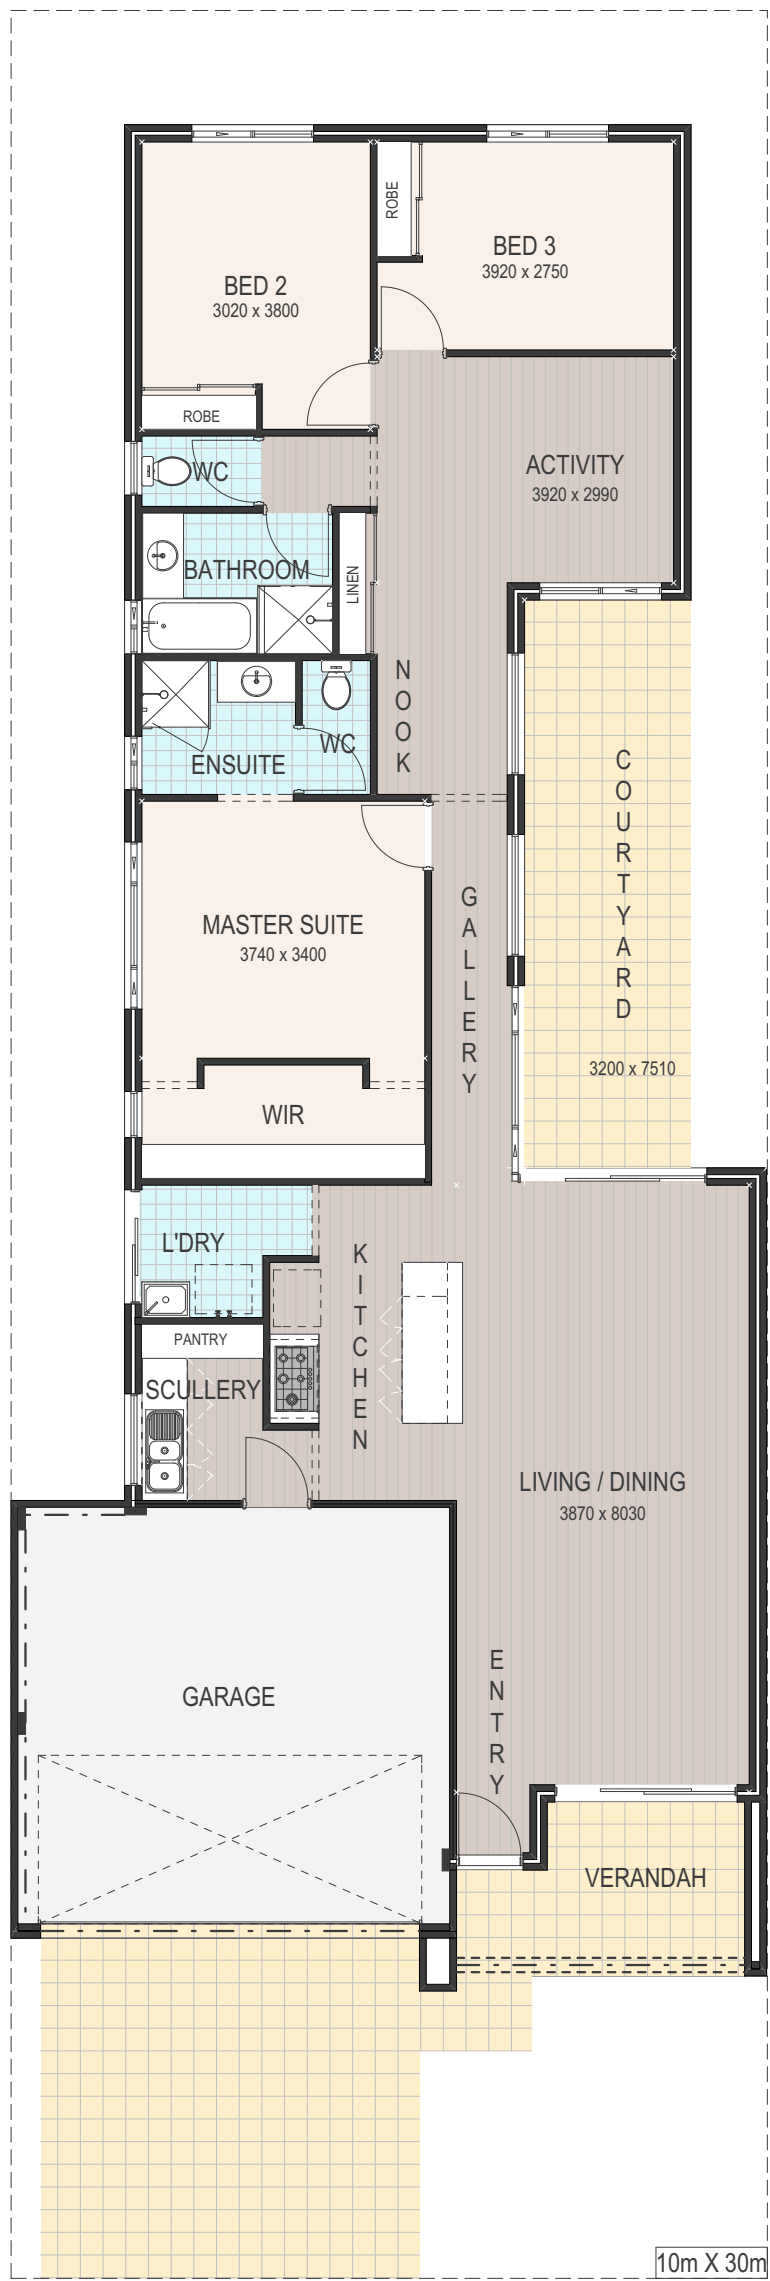 ROBE
BED 3
3920 x 2750
BED 2
3020 x 3800
ROBE
WC
ACTIVITY
3920 x 2990
BATHROOM
LINEN
NOOK
WC
ENSUITE
COURTYARD
3200 x 7510
GALLERY
MASTER SUITE
3740 x 3400
WIR
L'DRY
KITCHEN
PANTRY
SCULLERY
LIVING / DINING
3870 x 8030
ENTRY
GARAGE
VERANDAH
10m X 30m